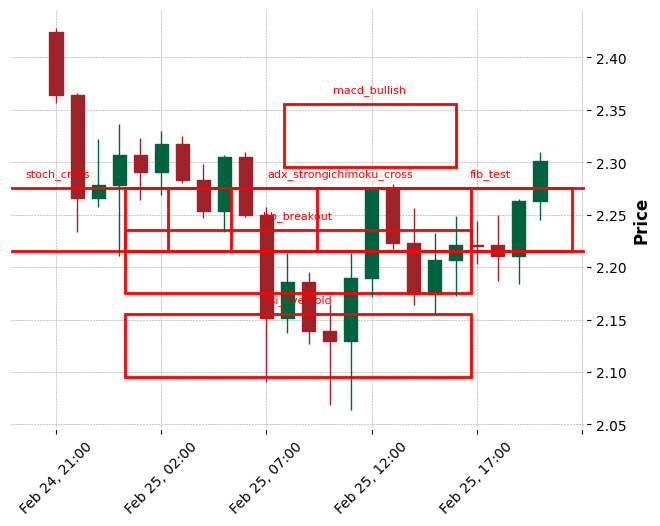 macd_bullish
stoch_cross
adx_strong
ichimoku_cross
fib_test
bb_breakout
rsi_oversold
2.40
2.35
2.30
2.25
2.20
2.15
2.10
2.05
Price
Feb 24, 21:00
Feb 25, 02:00
Feb 25, 07:00
Feb 25, 12:00
Feb 25, 17:00